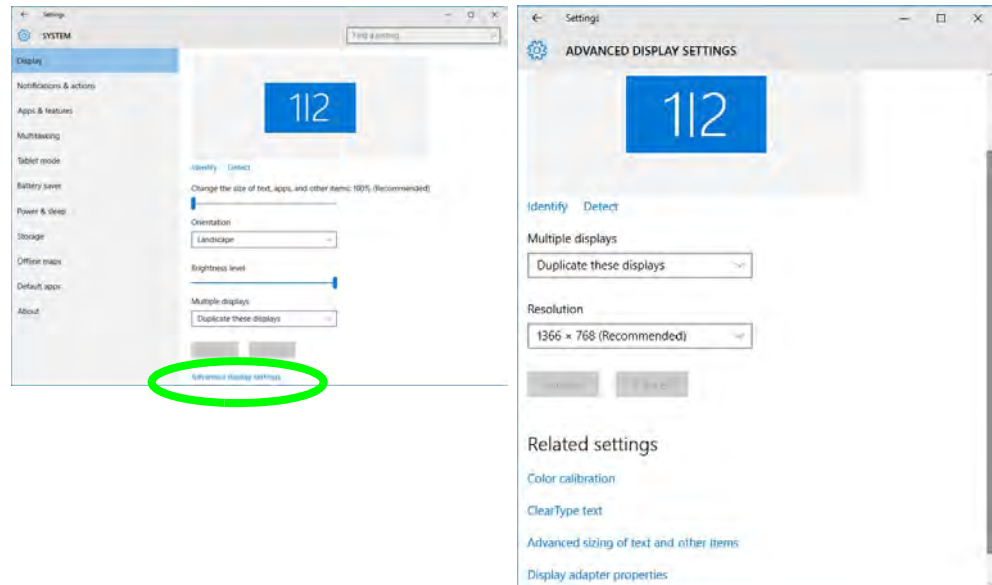 Settings
SYSTEM
Find a setting
Display
Notifications & actions
Apps & features
Multitasking
Tablet mode
Battery saver
Power & sleep
Storage
Offline maps
Default apps
About
1|2
Identify Detect
Change the size of text, apps, and other items: 100% (Recommended)
Orientation
Landscape
Brightness level
Multiple displays
Duplicate these displays
Advanced display settings
Settings
ADVANCED DISPLAY SETTINGS
1|2
Identify Detect
Multiple displays
Duplicate these displays
Resolution
1366 × 768 (Recommended)
Related settings
Color calibration
ClearType text
Advanced sizing of text and other items
Display adapter properties